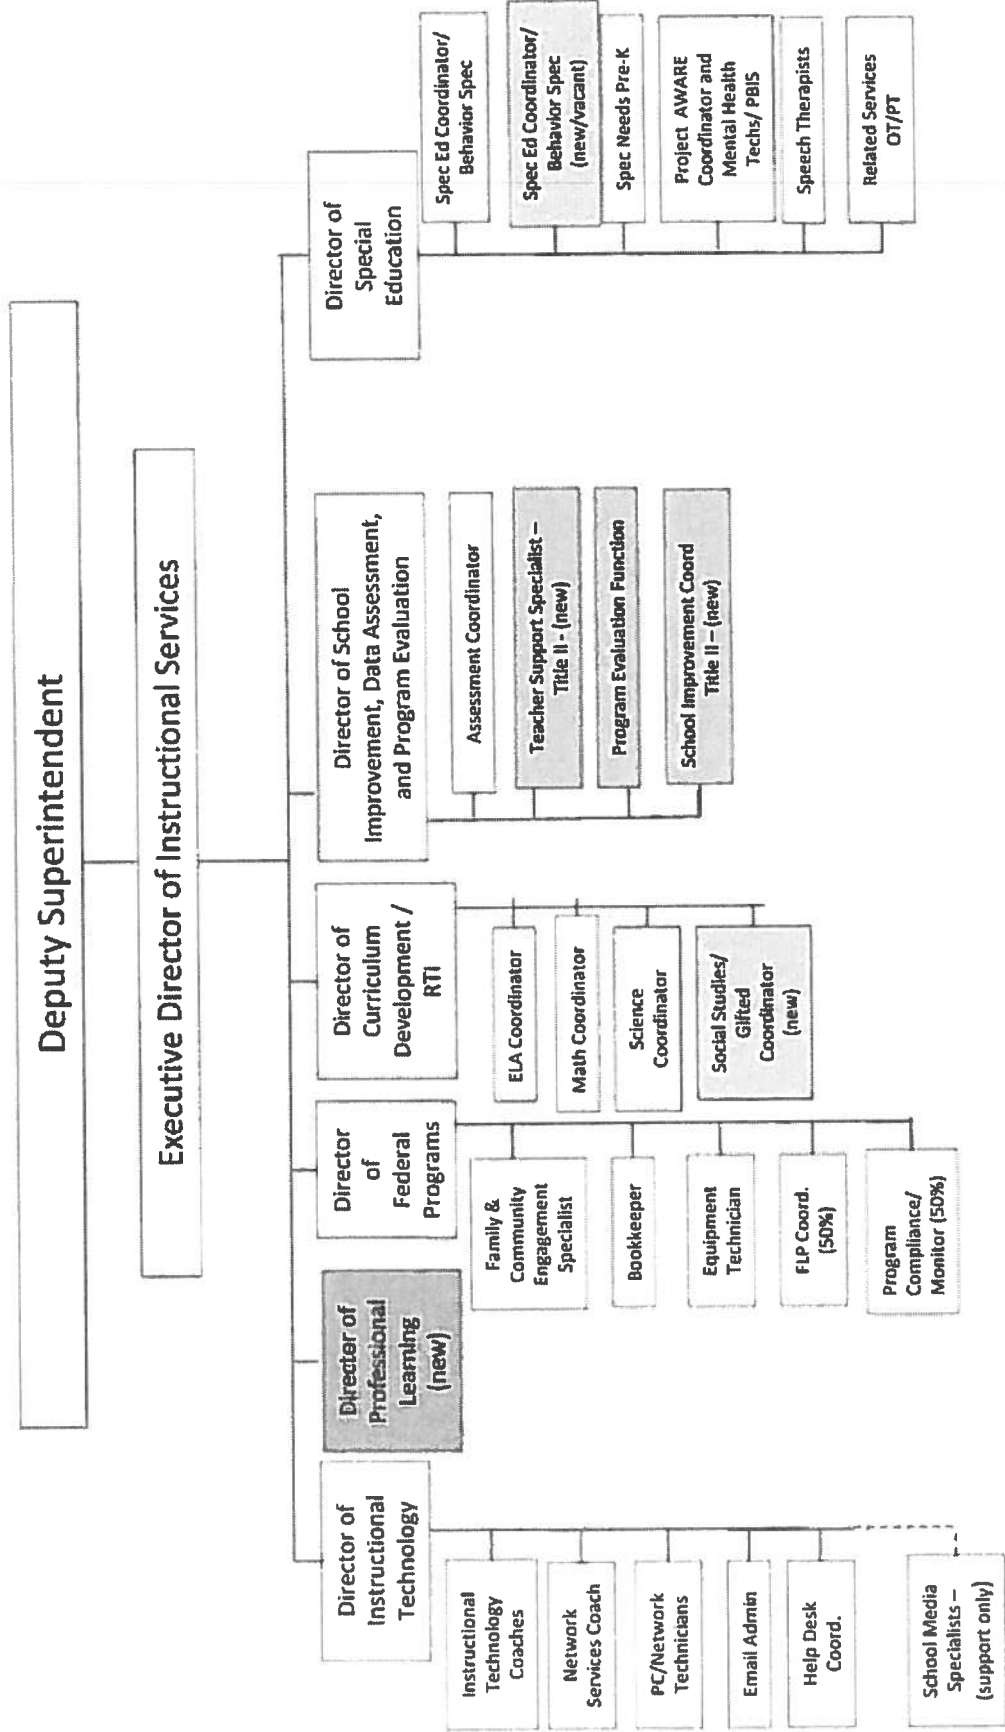 Deputy Superintendent
Executive Director of Instructional Services
Director of
Instructional
Technology
Instructional
Technology
Coaches
Network
Services Coach
PC/Network
Technicians
Email Admin
Help Desk
Coord.
School Media
Specialists –
(support only)
Director of
Professional
Learning
(new)
Director
of
Federal
Programs
Family &
Community
Engagement
Specialist
Bookkeeper
Equipment
Technician
FLP Coord.
(50%)
Program
Compliance/
Monitor (50%)
Director of
Curriculum
Development /
RTI
ELA Coordinator
Math Coordinator
Science
Coordinator
Social Studies/
Gifted
Coordinator
(new)
Director of School
Improvement, Data Assessment,
and Program Evaluation
Assessment Coordinator
Teacher Support Specialist –
Title II - (new)
Program Evaluation Function
School Improvement Coord
Title II – (new)
Director of
Special
Education
Spec Ed Coordinator/
Behavior Spec
Spec Ed Coordinator/
Behavior Spec
(new/vacant)
Spec Needs Pre-K
Project AWARE
Coordinator and
Mental Health
Techs/ PBIS
Speech Therapists
Related Services
OT/PT